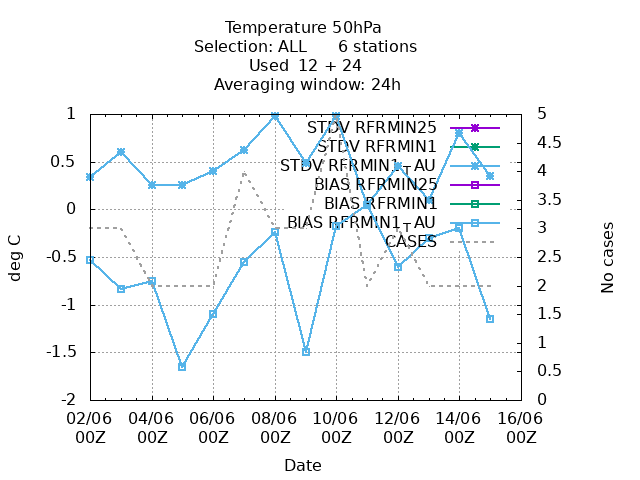 Temperature 50hPa
Selection: ALL 6 stations
Used 12 + 24
Averaging window: 24h
STDV RFRMIN25
STDV RFRMIN1
STDV RFRMIN1_AU
BIAS RFRMIN25
BIAS RFRMIN1
BIAS RFRMIN1_AU
CASES
1
0.5
0
-0.5
-1
-1.5
-2
5
4.5
4
3.5
3
2.5
2
1.5
1
0.5
0
deg C
No cases
02/06 04/06 06/06 08/06 10/06 12/06 14/06 16/06
00Z 00Z 00Z 00Z 00Z 00Z 00Z 00Z
Date